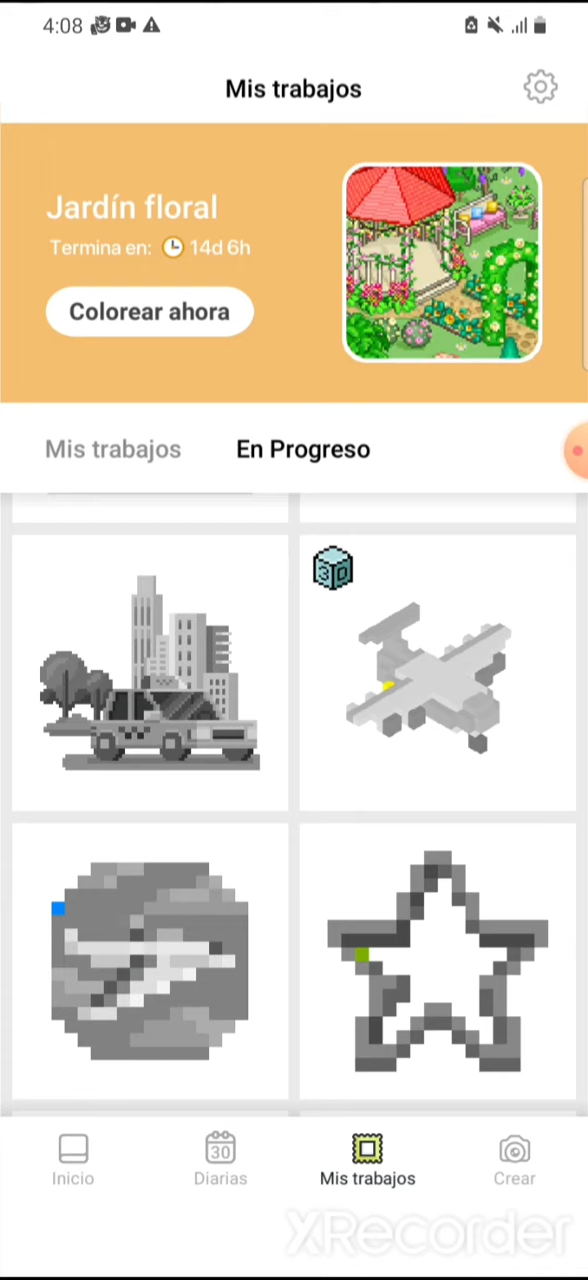 4:08
Mis trabajos
Jardín floral
Termina en: 14d 6h
Colorear ahora
Mis trabajos En Progreso
3D
30
Inicio Diarias Mis trabajos Crear
XRecorder